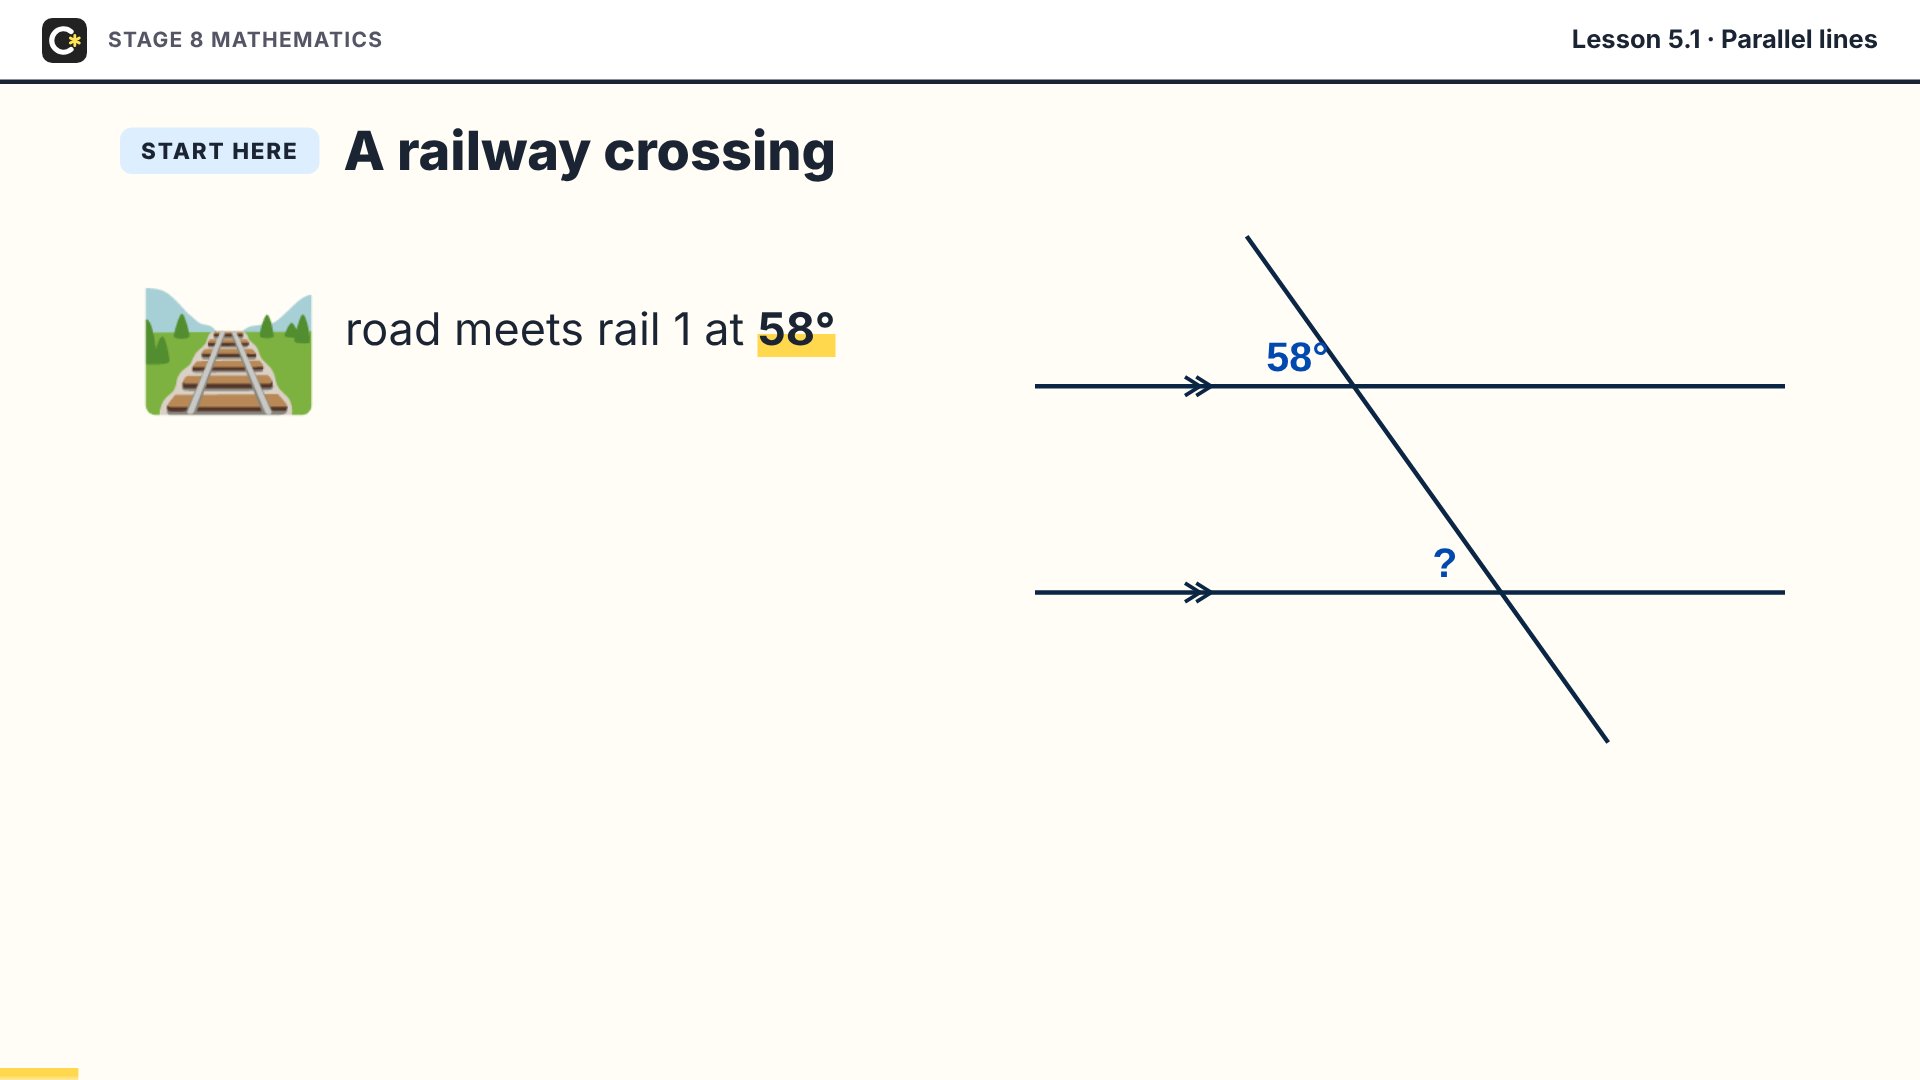 STAGE 8 MATHEMATICS
Lesson 5.1 · Parallel lines
START HERE
A railway crossing
road meets rail 1 at 58°
58°
?